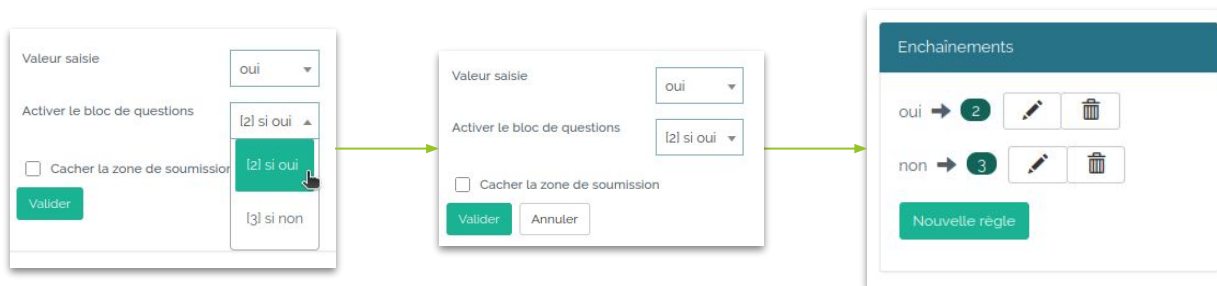 Valeur saisie
oui
Activer le bloc de questions
[2] si oui
[2] si oui
Cacher la zone de soumission
[3] si non
Valider
Valeur saisie
oui
Activer le bloc de questions
[2] si oui
Cacher la zone de soumission
Valider Annuler
Enchaînements
oui ➔ 2
non ➔ 3
Nouvelle règle